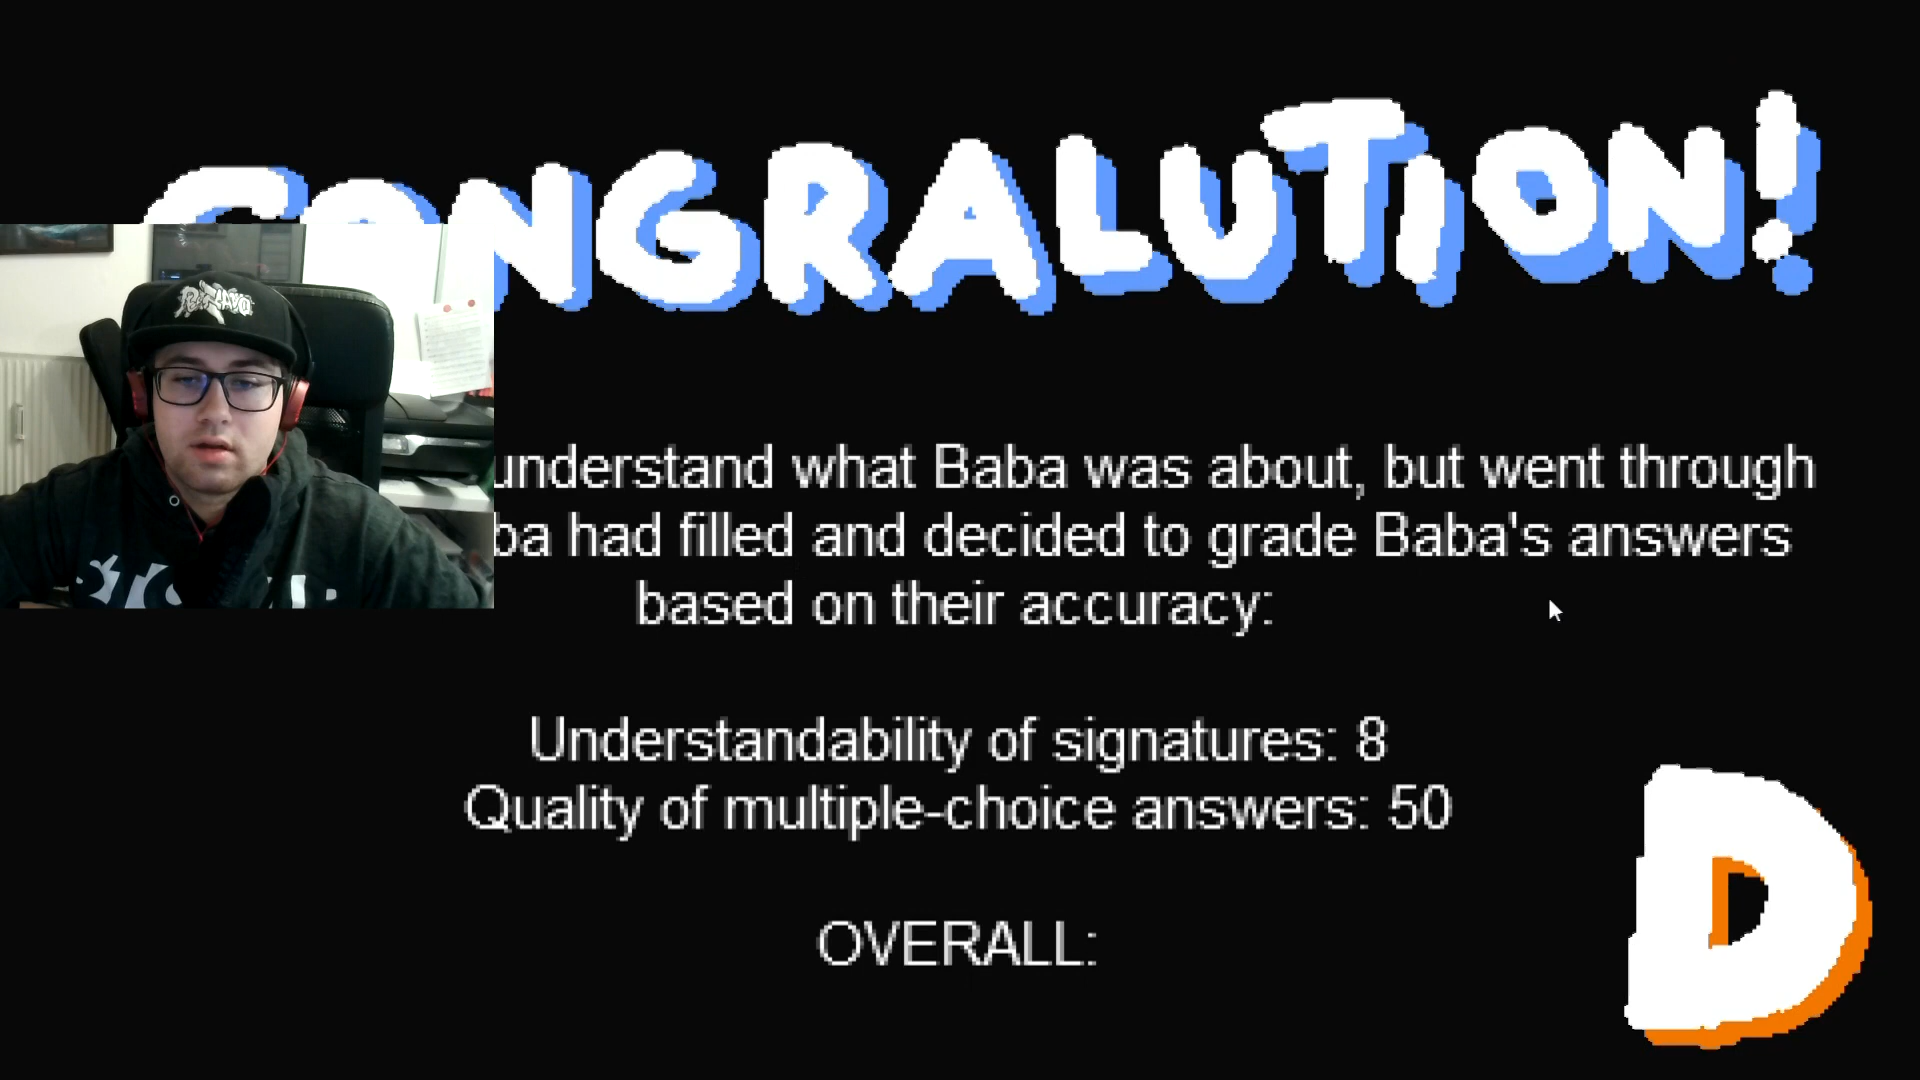 CONGRALUTION!
understand what Baba was about, but went through
had filled and decided to grade Baba's answers
based on their accuracy:
Understandability of signatures: 8
Quality of multiple-choice answers: 50
OVERALL:
D